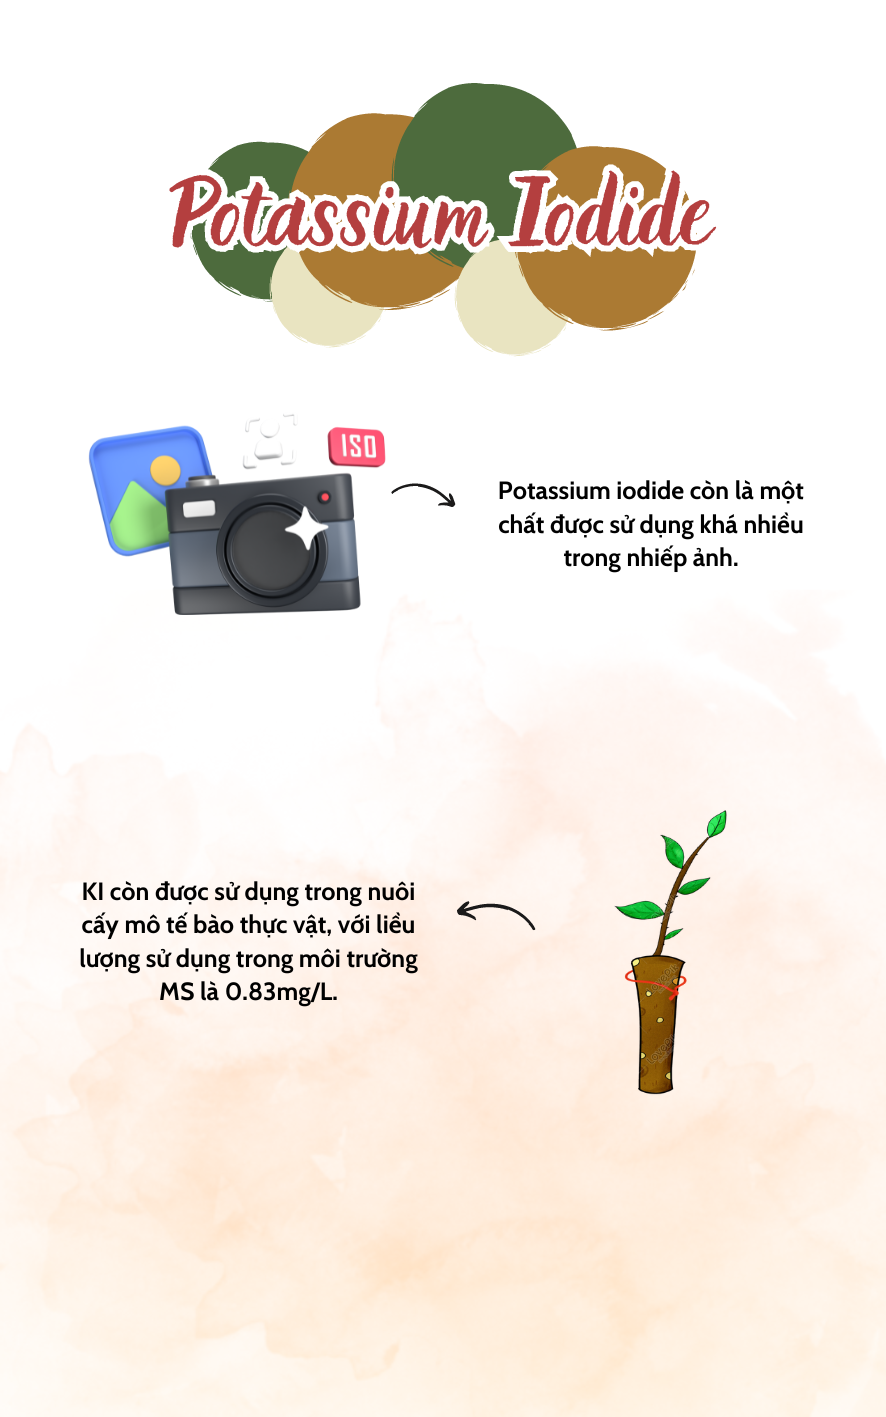 Potassium Iodide
ISO
Potassium iodide còn là một
chất được sử dụng khá nhiều
trong nhiếp ảnh.
KI còn được sử dụng trong nuôi
cấy mô tế bào thực vật, với liều
lượng sử dụng trong môi trường
MS là 0.83mg/L.